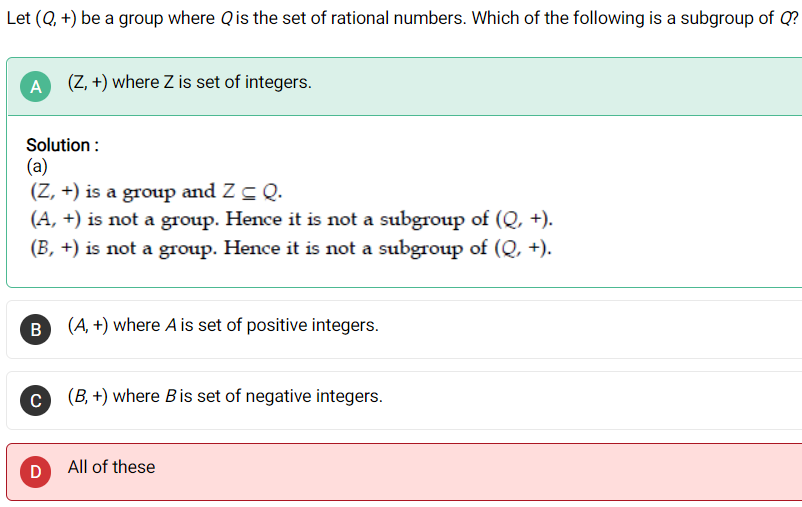 Let (Q, +) be a group where Q is the set of rational numbers. Which of the following is a subgroup of Q?
A (Z, +) where Z is set of integers.
Solution :
(a)
(Z, +) is a group and Z ⊆ Q.
(A, +) is not a group. Hence it is not a subgroup of (Q, +).
(B, +) is not a group. Hence it is not a subgroup of (Q, +).
B (A, +) where A is set of positive integers.
C (B, +) where B is set of negative integers.
D All of these